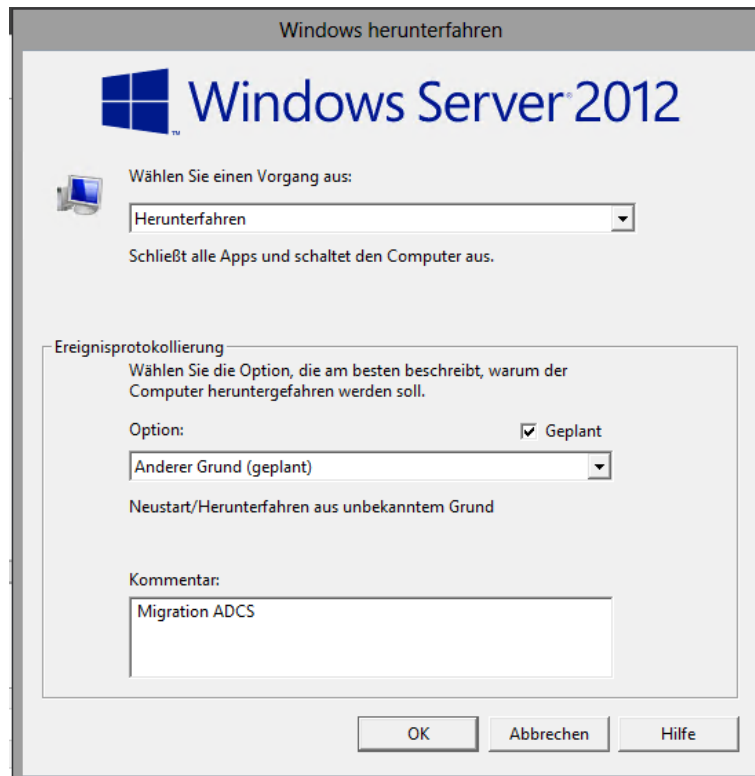 Windows herunterfahren
Windows Server 2012
Wählen Sie einen Vorgang aus:
Herunterfahren
Schließt alle Apps und schaltet den Computer aus.
Ereignisprotokollierung
Wählen Sie die Option, die am besten beschreibt, warum der
Computer heruntergefahren werden soll.
Option:
Geplant
Anderer Grund (geplant)
Neustart/Herunterfahren aus unbekanntem Grund
Kommentar:
Migration ADCS
OK
Abbrechen
Hilfe